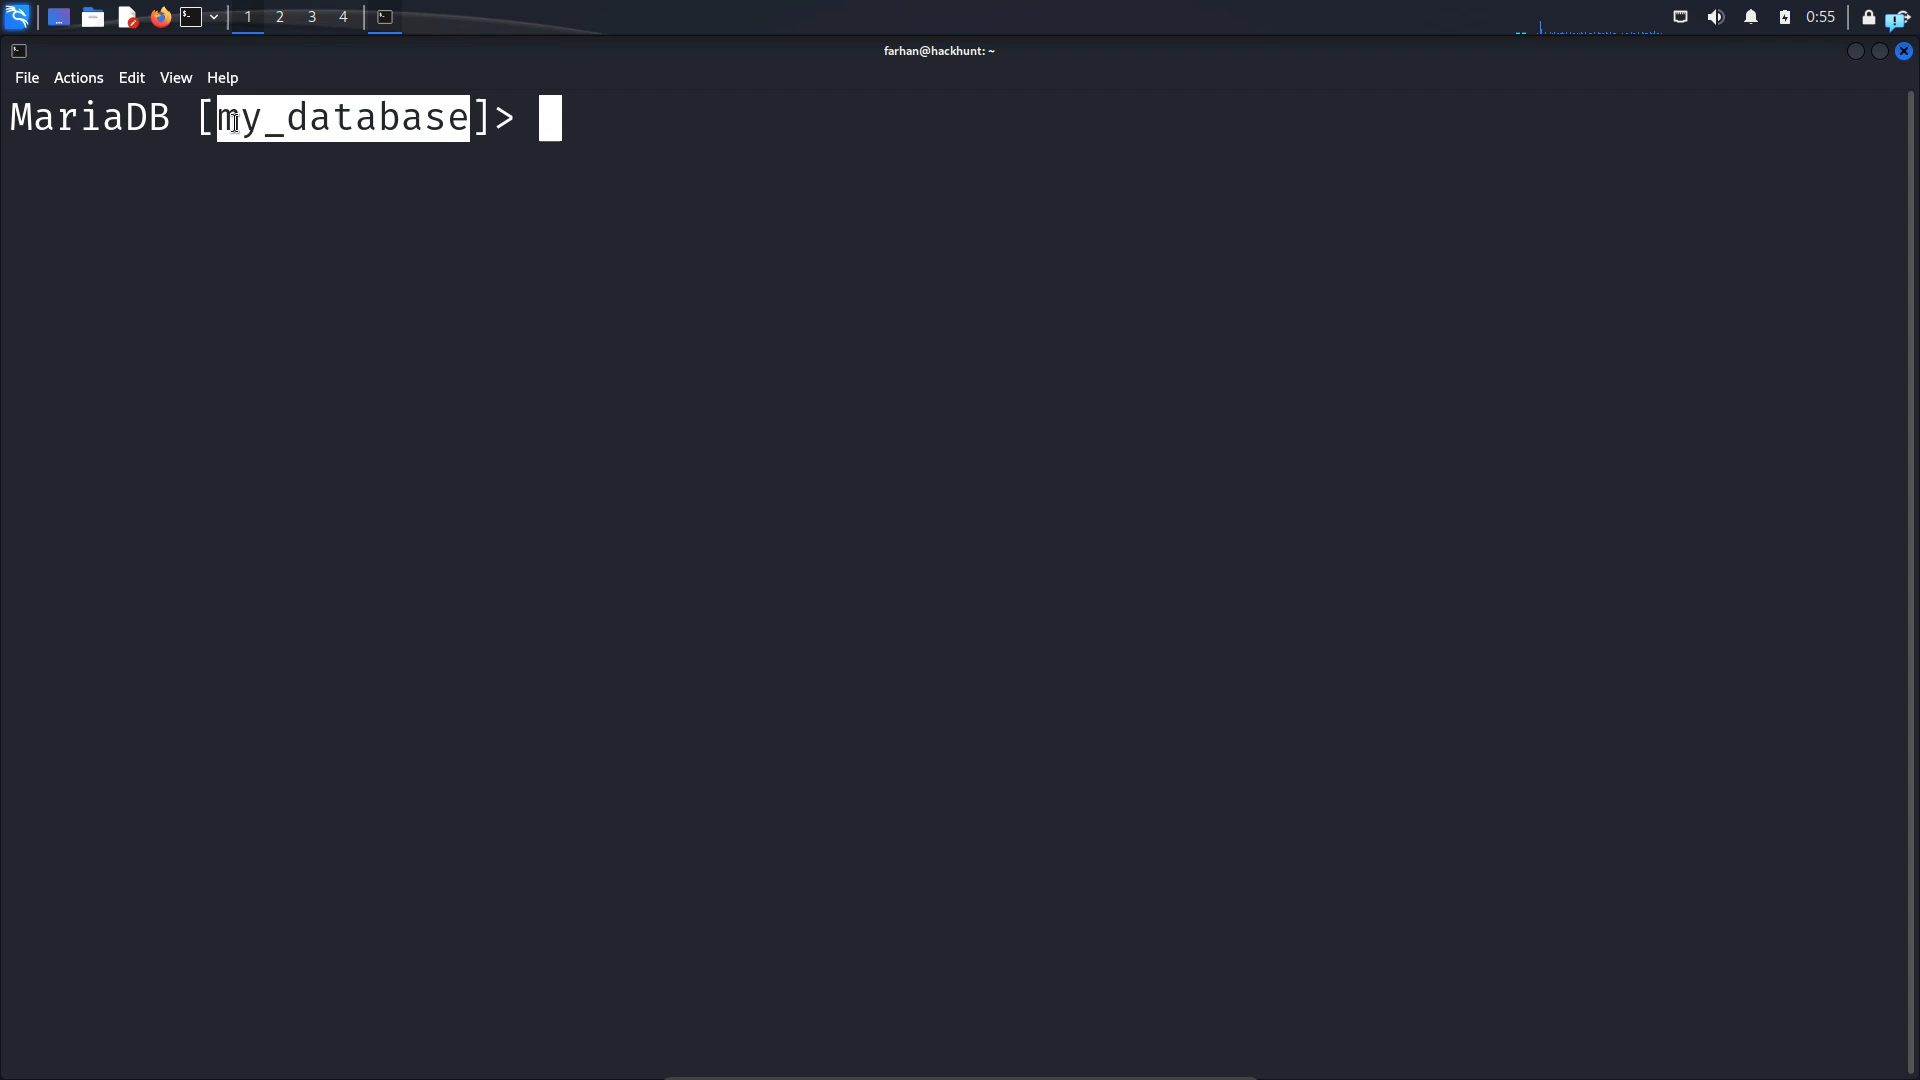 1 2 3 4 0:55
farhan@hackhunt: ~
File Actions Edit View Help
MariaDB [my_database]>